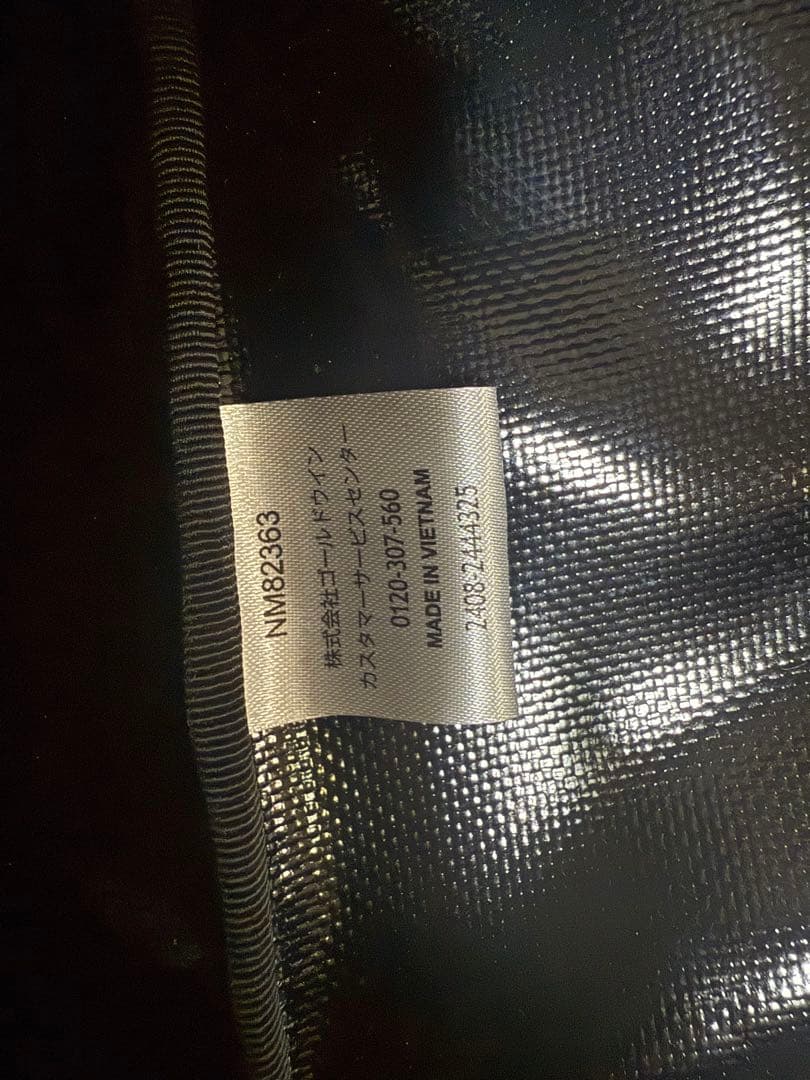 NM82363
株式会社ゴールドウイン
カスタマーサービスセンター
0120-307-560
MADE IN VIETNAM
2408-2444325